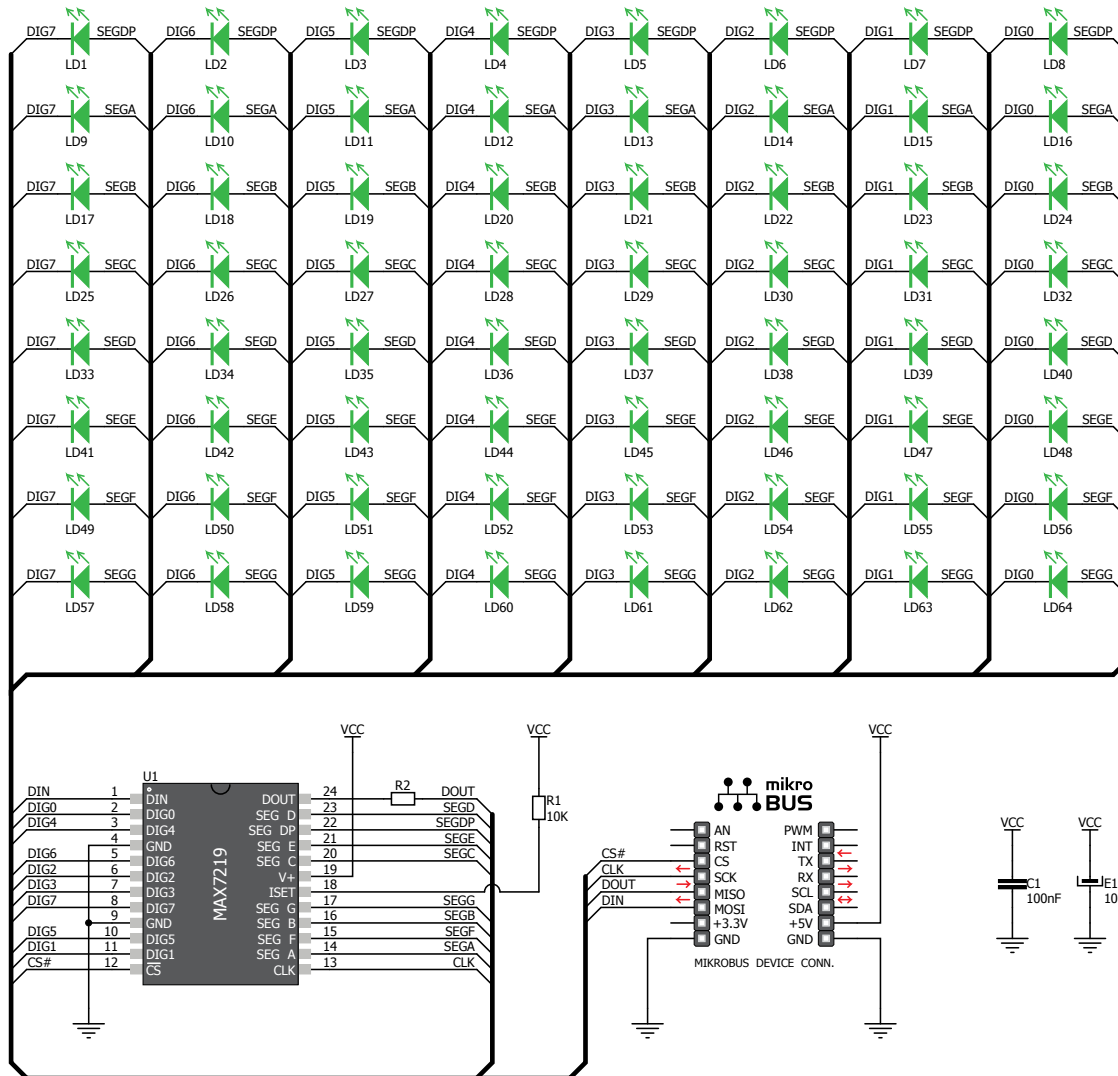 DIG7 SEGDP DIG6 SEGDP DIG5 SEGDP DIG4 SEGDP DIG3 SEGDP DIG2 SEGDP DIG1 SEGDP DIG0 SEGDP
LD1 LD2 LD3 LD4 LD5 LD6 LD7 LD8
DIG7 SEGA DIG6 SEGA DIG5 SEGA DIG4 SEGA DIG3 SEGA DIG2 SEGA DIG1 SEGA DIG0 SEGA
LD9 LD10 LD11 LD12 LD13 LD14 LD15 LD16
DIG7 SEGB DIG6 SEGB DIG5 SEGB DIG4 SEGB DIG3 SEGB DIG2 SEGB DIG1 SEGB DIG0 SEGB
LD17 LD18 LD19 LD20 LD21 LD22 LD23 LD24
DIG7 SEGC DIG6 SEGC DIG5 SEGC DIG4 SEGC DIG3 SEGC DIG2 SEGC DIG1 SEGC DIG0 SEGC
LD25 LD26 LD27 LD28 LD29 LD30 LD31 LD32
DIG7 SEGD DIG6 SEGD DIG5 SEGD DIG4 SEGD DIG3 SEGD DIG2 SEGD DIG1 SEGD DIG0 SEGD
LD33 LD34 LD35 LD36 LD37 LD38 LD39 LD40
DIG7 SEGE DIG6 SEGE DIG5 SEGE DIG4 SEGE DIG3 SEGE DIG2 SEGE DIG1 SEGE DIG0 SEGE
LD41 LD42 LD43 LD44 LD45 LD46 LD47 LD48
DIG7 SEGF DIG6 SEGF DIG5 SEGF DIG4 SEGF DIG3 SEGF DIG2 SEGF DIG1 SEGF DIG0 SEGF
LD49 LD50 LD51 LD52 LD53 LD54 LD55 LD56
DIG7 SEGG DIG6 SEGG DIG5 SEGG DIG4 SEGG DIG3 SEGG DIG2 SEGG DIG1 SEGG DIG0 SEGG
LD57 LD58 LD59 LD60 LD61 LD62 LD63 LD64
VCC VCC VCC
U1
MAX7219
DIN 1 DIN DOUT 24 R2 DOUT
DIG0 2 DIG0 SEG D 23 SEGD
DIG4 3 DIG4 SEG DP 22 SEGDP
4 GND SEG E 21 SEGE
DIG6 5 DIG6 SEG C 20 SEGC
DIG2 6 DIG2 V+ 19
DIG3 7 DIG3 ISET 18
DIG7 8 DIG7 SEG G 17 SEGG
9 GND SEG B 16 SEGB
DIG5 10 DIG5 SEG F 15 SEGF
DIG1 11 DIG1 SEG A 14 SEGA
CS# 12 CS CLK 13 CLK
R1
10K
mikro
BUS
AN PWM
RST INT
CS# CS TX
CLK SCK RX
DOUT MISO SCL
DIN MOSI SDA
+3.3V +5V
GND GND
MIKROBUS DEVICE CONN.
VCC VCC
C1
100nF
E1
10